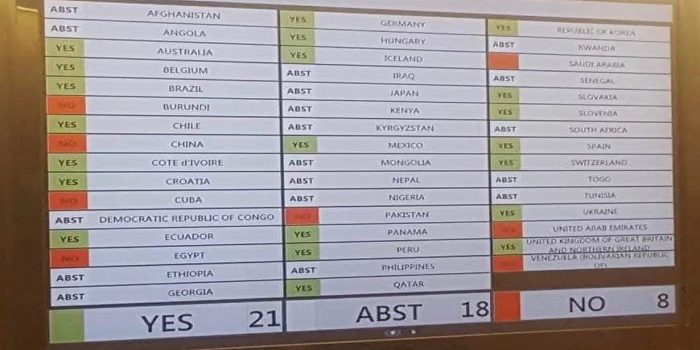 ABST AFGHANISTAN
ABST ANGOLA
YES AUSTRALIA
YES BELGIUM
YES BRAZIL
NO BURUNDI
YES CHILE
NO CHINA
YES COTE d'IVOIRE
YES CROATIA
NO CUBA
ABST DEMOCRATIC REPUBLIC OF CONGO
YES ECUADOR
NO EGYPT
ABST ETHIOPIA
ABST GEORGIA
YES GERMANY
YES HUNGARY
YES ICELAND
ABST IRAQ
ABST JAPAN
ABST KENYA
ABST KYRGYZSTAN
YES MEXICO
ABST MONGOLIA
ABST NEPAL
ABST NIGERIA
NO PAKISTAN
YES PANAMA
YES PERU
ABST PHILIPPINES
YES QATAR
YES REPUBLIC OF KOREA
ABST RWANDA
SAUDI ARABIA
ABST SENEGAL
YES SLOVAKIA
YES SLOVENIA
ABST SOUTH AFRICA
YES SPAIN
YES SWITZERLAND
ABST TOGO
ABST TUNISIA
YES UKRAINE
NO UNITED ARAB EMIRATES
YES UNITED KINGDOM OF GREAT BRITAIN
AND NORTHERN IRELAND
VENEZUELA (BOLIVARIAN REPUBLIC
OF)
YES 21 ABST 18 NO 8